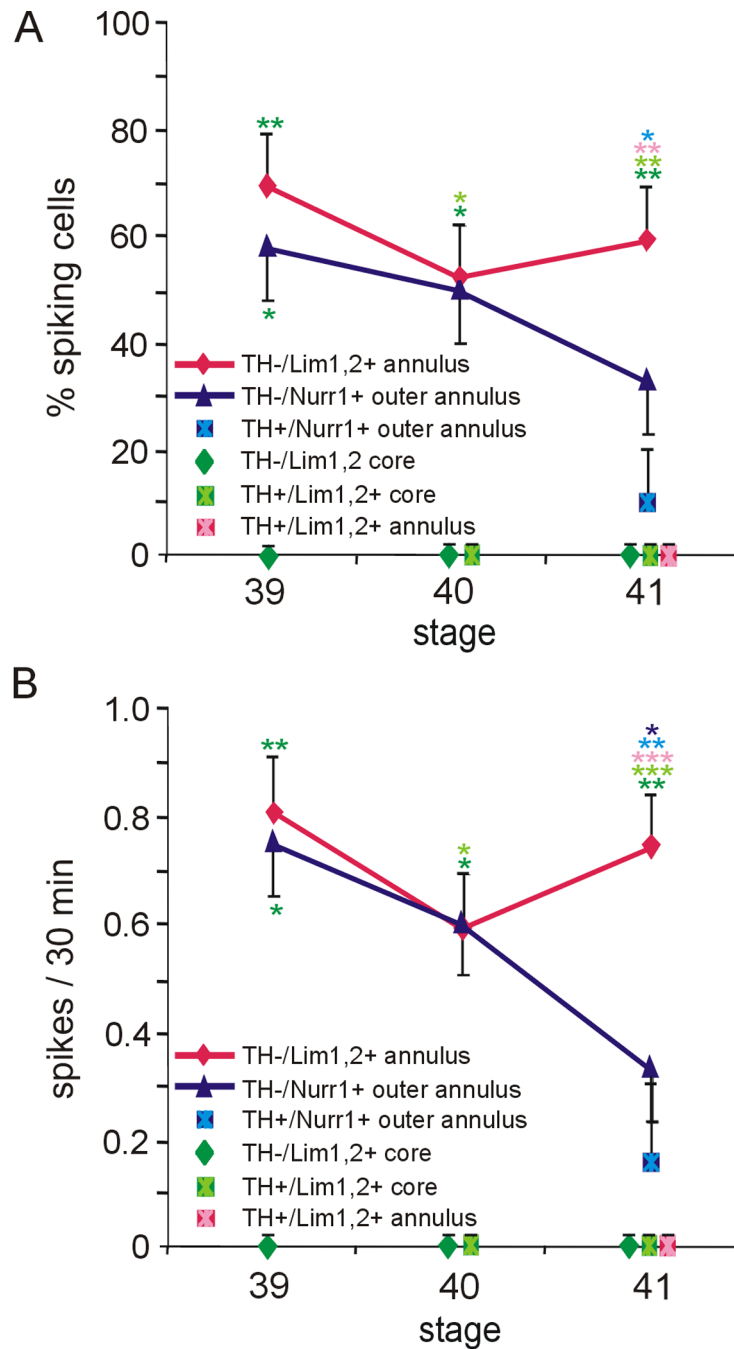 A
100
**
*
**
**
**
80
*
*
60
*
% spiking cells
40
TH-/Lim1,2+ annulus
TH-/Nurr1+ outer annulus
TH+/Nurr1+ outer annulus
20
TH-/Lim1,2 core
TH+/Lim1,2+ core
TH+/Lim1,2+ annulus
0
39
40
41
stage
B
1.0
**
*
**
***
***
**
0.8
*
*
*
0.6
spikes / 30 min
0.4
TH-/Lim1,2+ annulus
TH-/Nurr1+ outer annulus
TH+/Nurr1+ outer annulus
0.2
TH-/Lim1,2+ core
TH+/Lim1,2+ core
TH+/Lim1,2+ annulus
0
39
40
41
stage